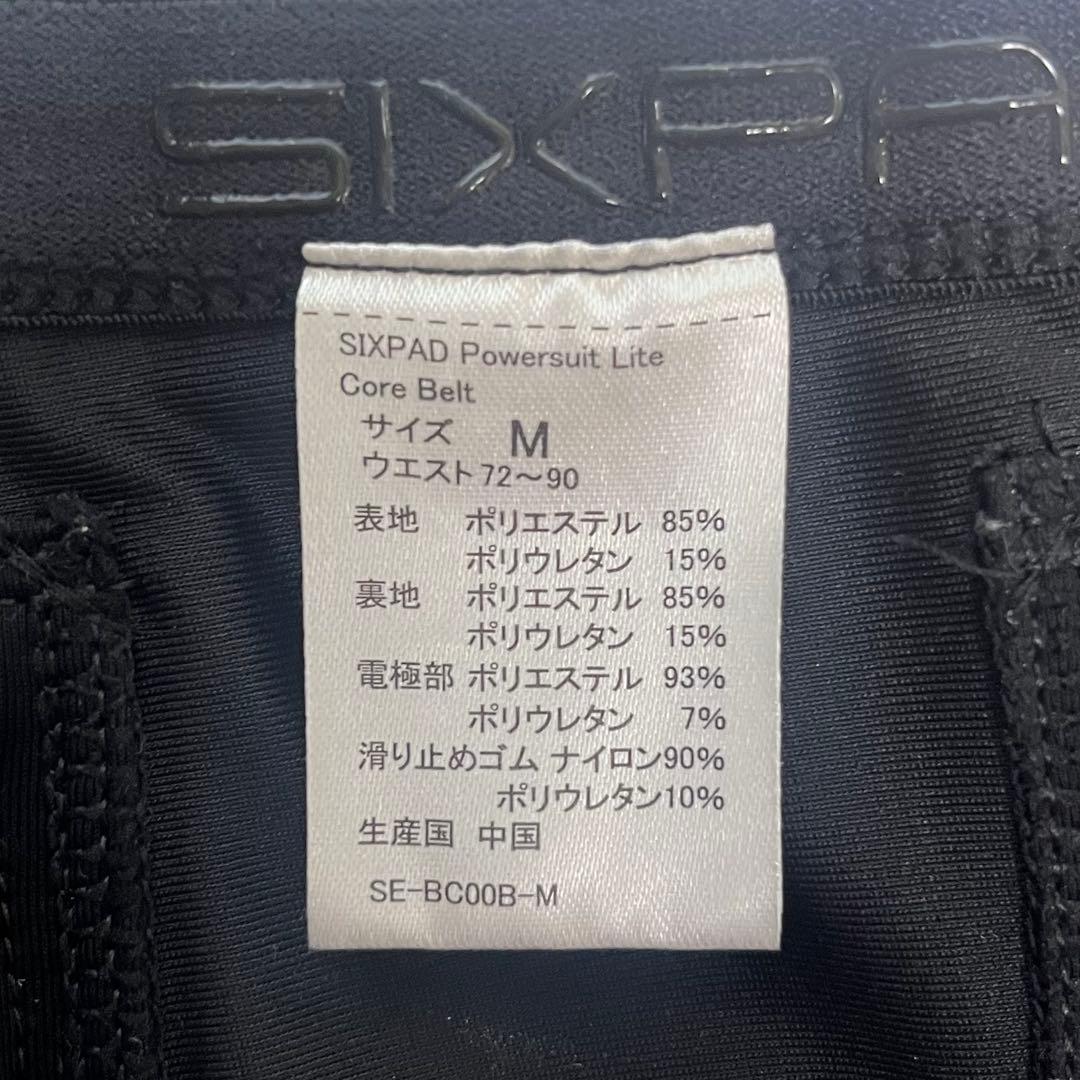 SIXPA
SIXPAD Powersuit Lite
Core Belt
サイズ M
ウエスト72～90
表地 ポリエステル 85%
ポリウレタン 15%
裏地 ポリエステル 85%
ポリウレタン 15%
電極部 ポリエステル 93%
ポリウレタン 7%
滑り止めゴム ナイロン90%
ポリウレタン10%
生産国 中国
SE-BC00B-M